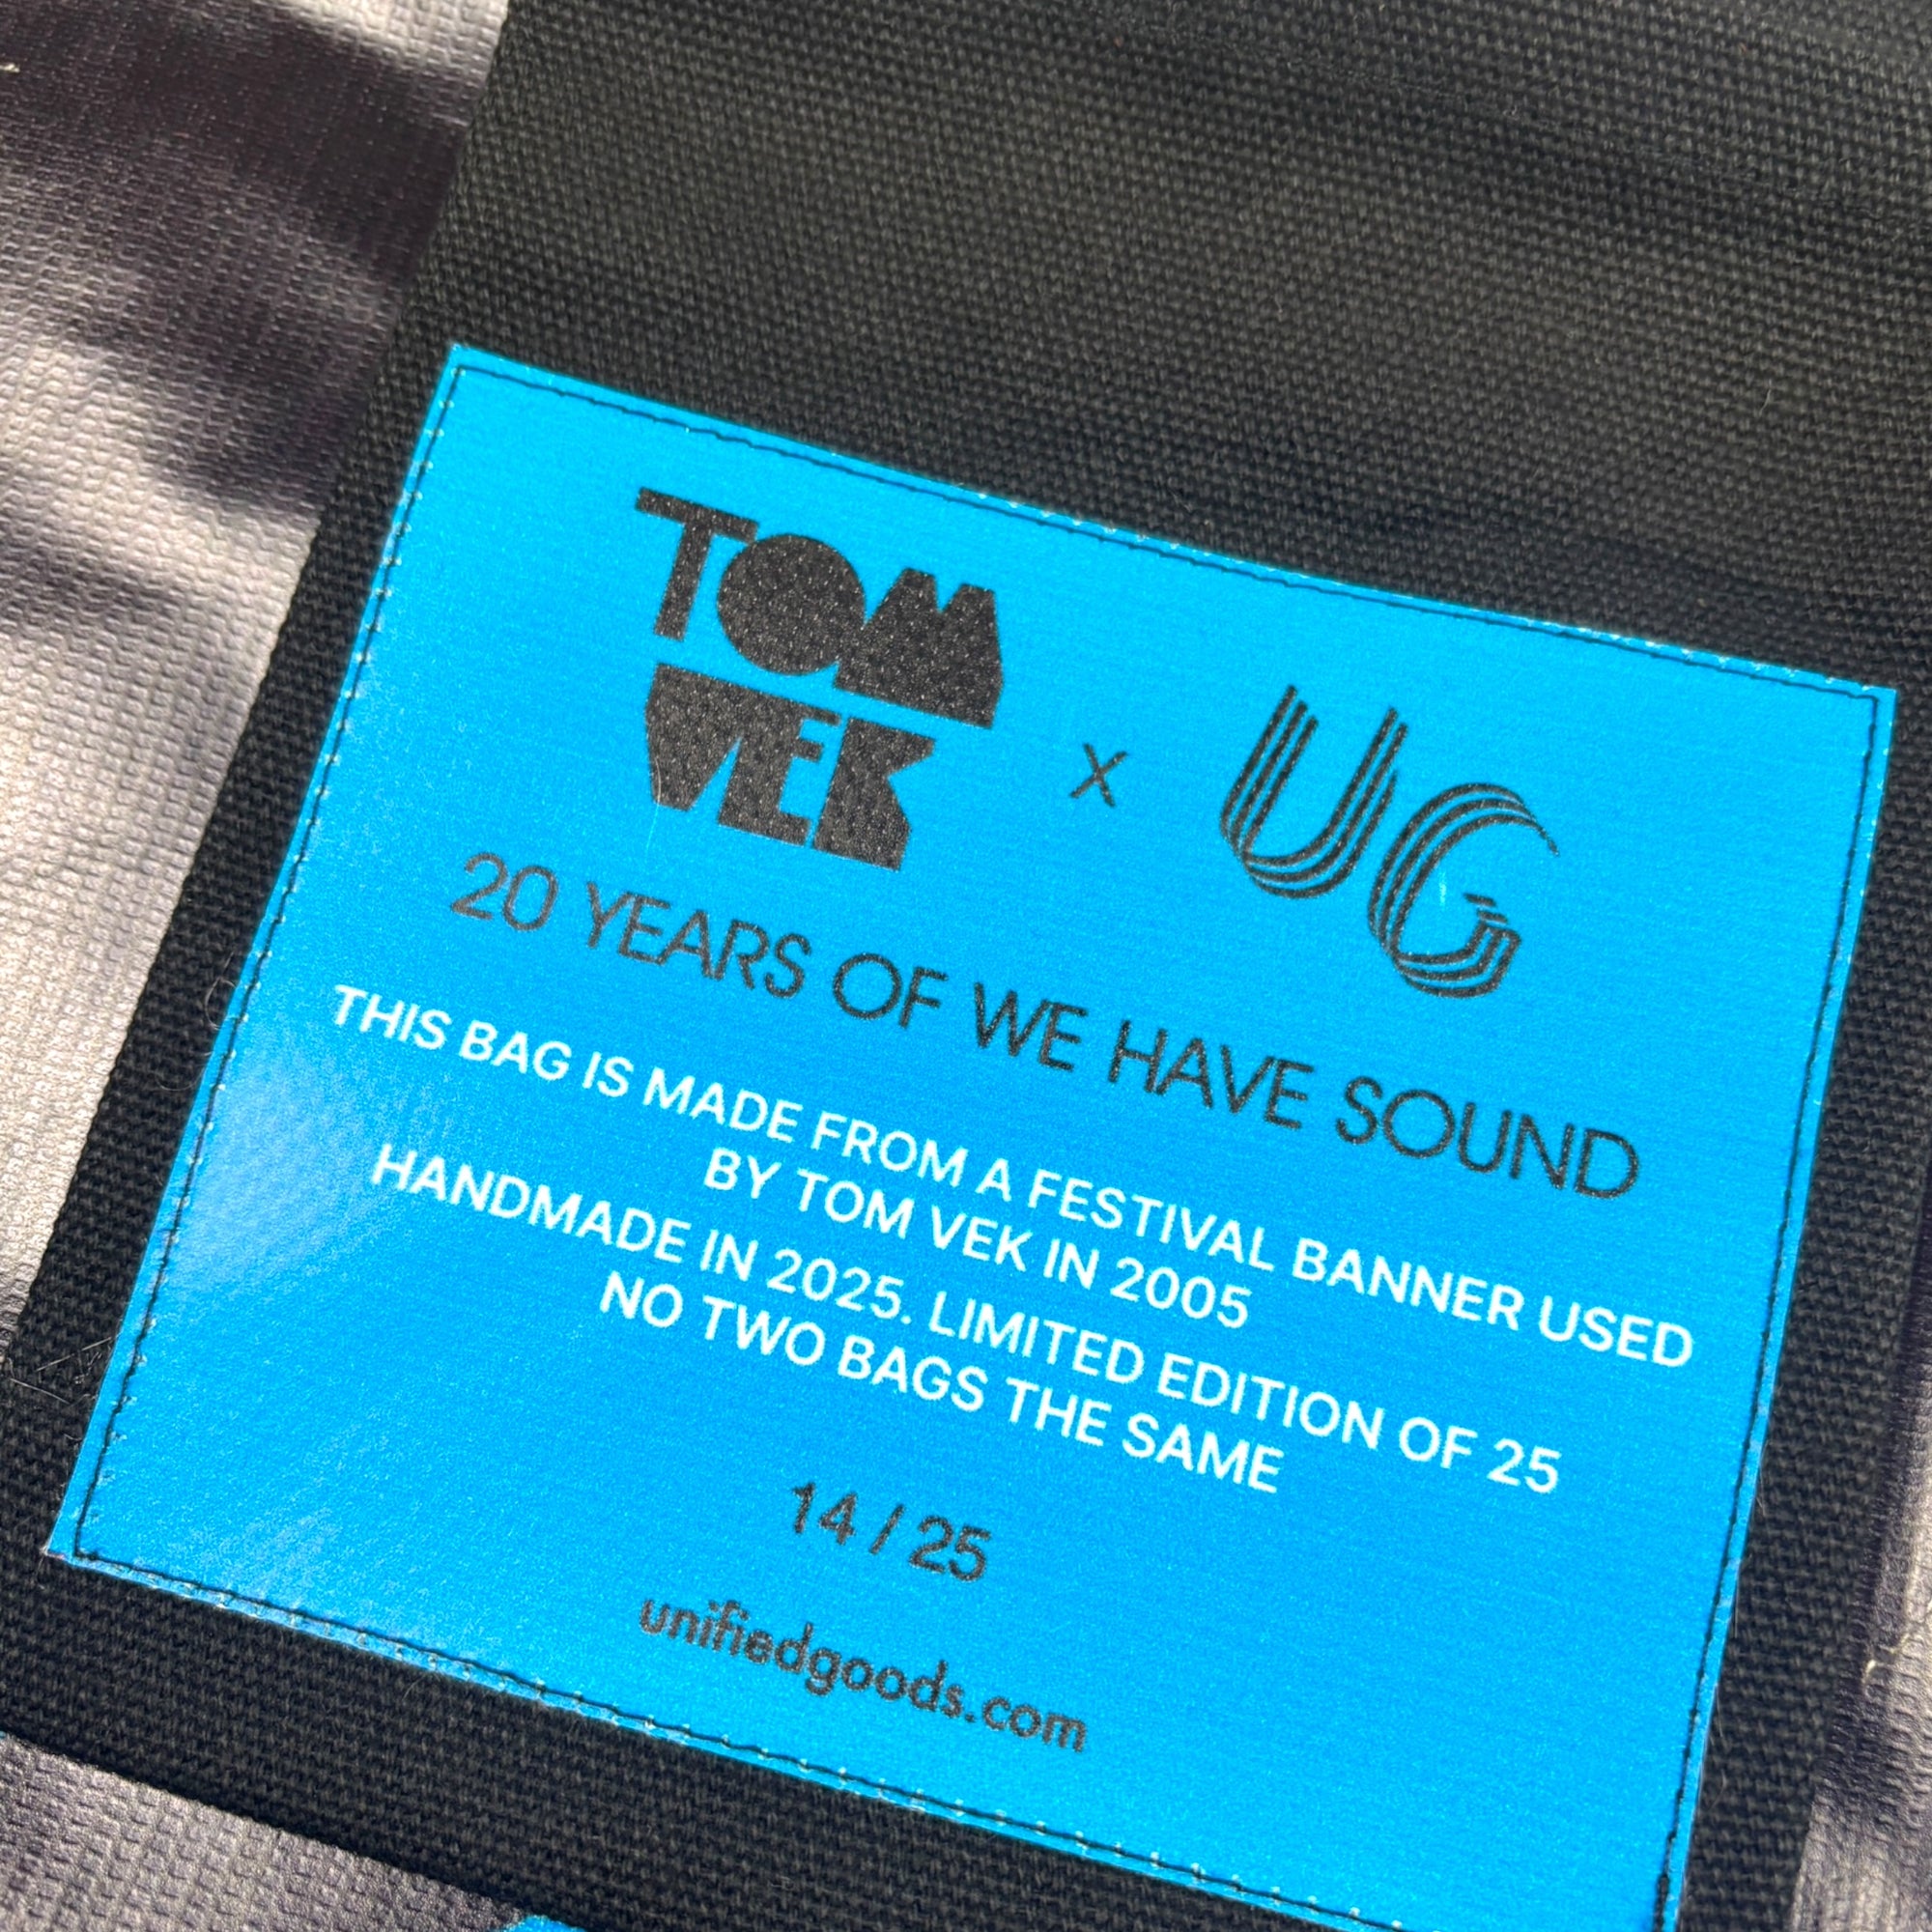 TOM
VEK
X
UG
20 YEARS OF WE HAVE SOUND
THIS BAG IS MADE FROM A FESTIVAL BANNER USED
BY TOM VEK IN 2005
HANDMADE IN 2025. LIMITED EDITION OF 25
NO TWO BAGS THE SAME
14 / 25
unifiedgoods.com